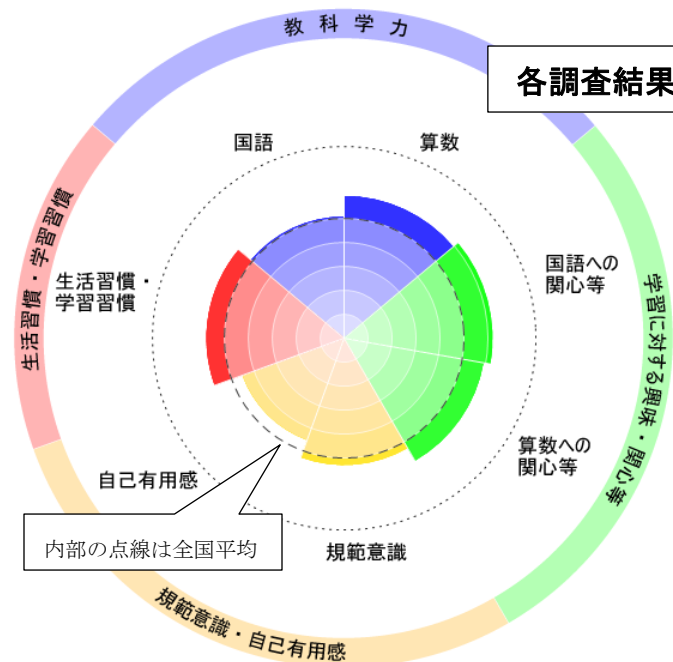 教科学力
各調査結果
国語
算数
生活習慣・学習習慣
生活習慣・
学習習慣
国語への
関心等
学習に対する興味・関心等
算数への
関心等
自己有用感
内部の点線は全国平均
規範意識
規範意識・自己有用感